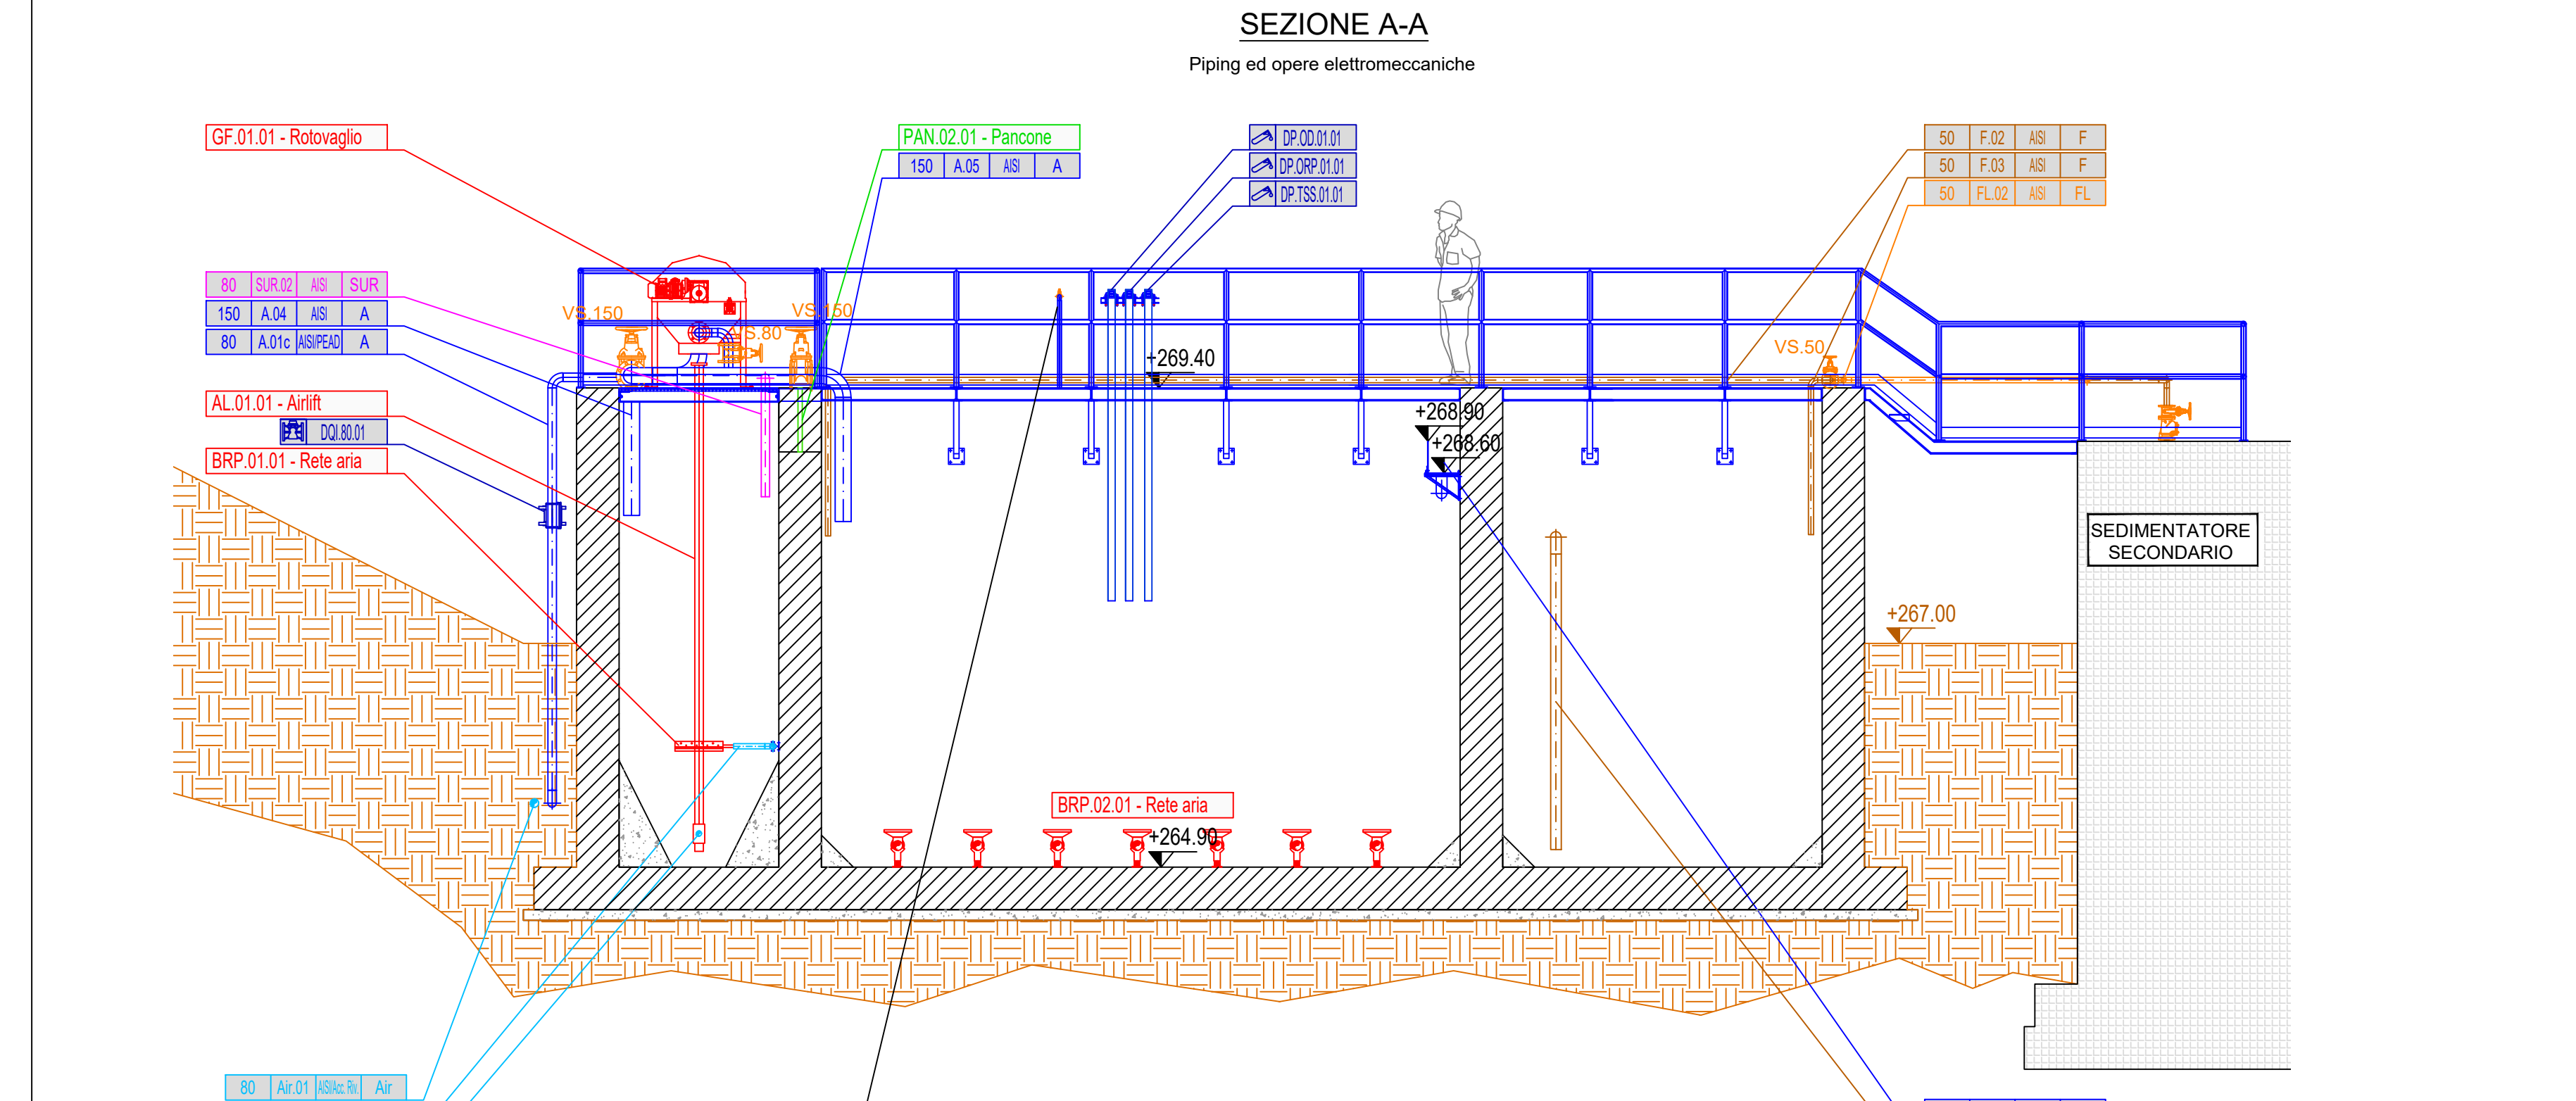 SEZIONE A-A
Piping ed opere elettromeccaniche
GF.01.01 - Rotovaglio
PAN.02.01 - Pancone
150 A.05 AISI A
DP.OD.01.01
DP.ORP.01.01
DP.TSS.01.01
50 F.02 AISI F
50 F.03 AISI F
50 FL.02 AISI FL
80 SUR.02 AISI SUR
150 A.04 AISI A
80 A.01c AISI/PEAD A
VS.150
VS.80
VS.150
VS.50
+269.40
AL.01.01 - Airlift
DQI.80.01
BRP.01.01 - Rete aria
+268.90
+268.60
SEDIMENTATORE
SECONDARIO
+267.00
BRP.02.01 - Rete aria
+264.90
80 Air.01 AISI/Acc. Riv. Air